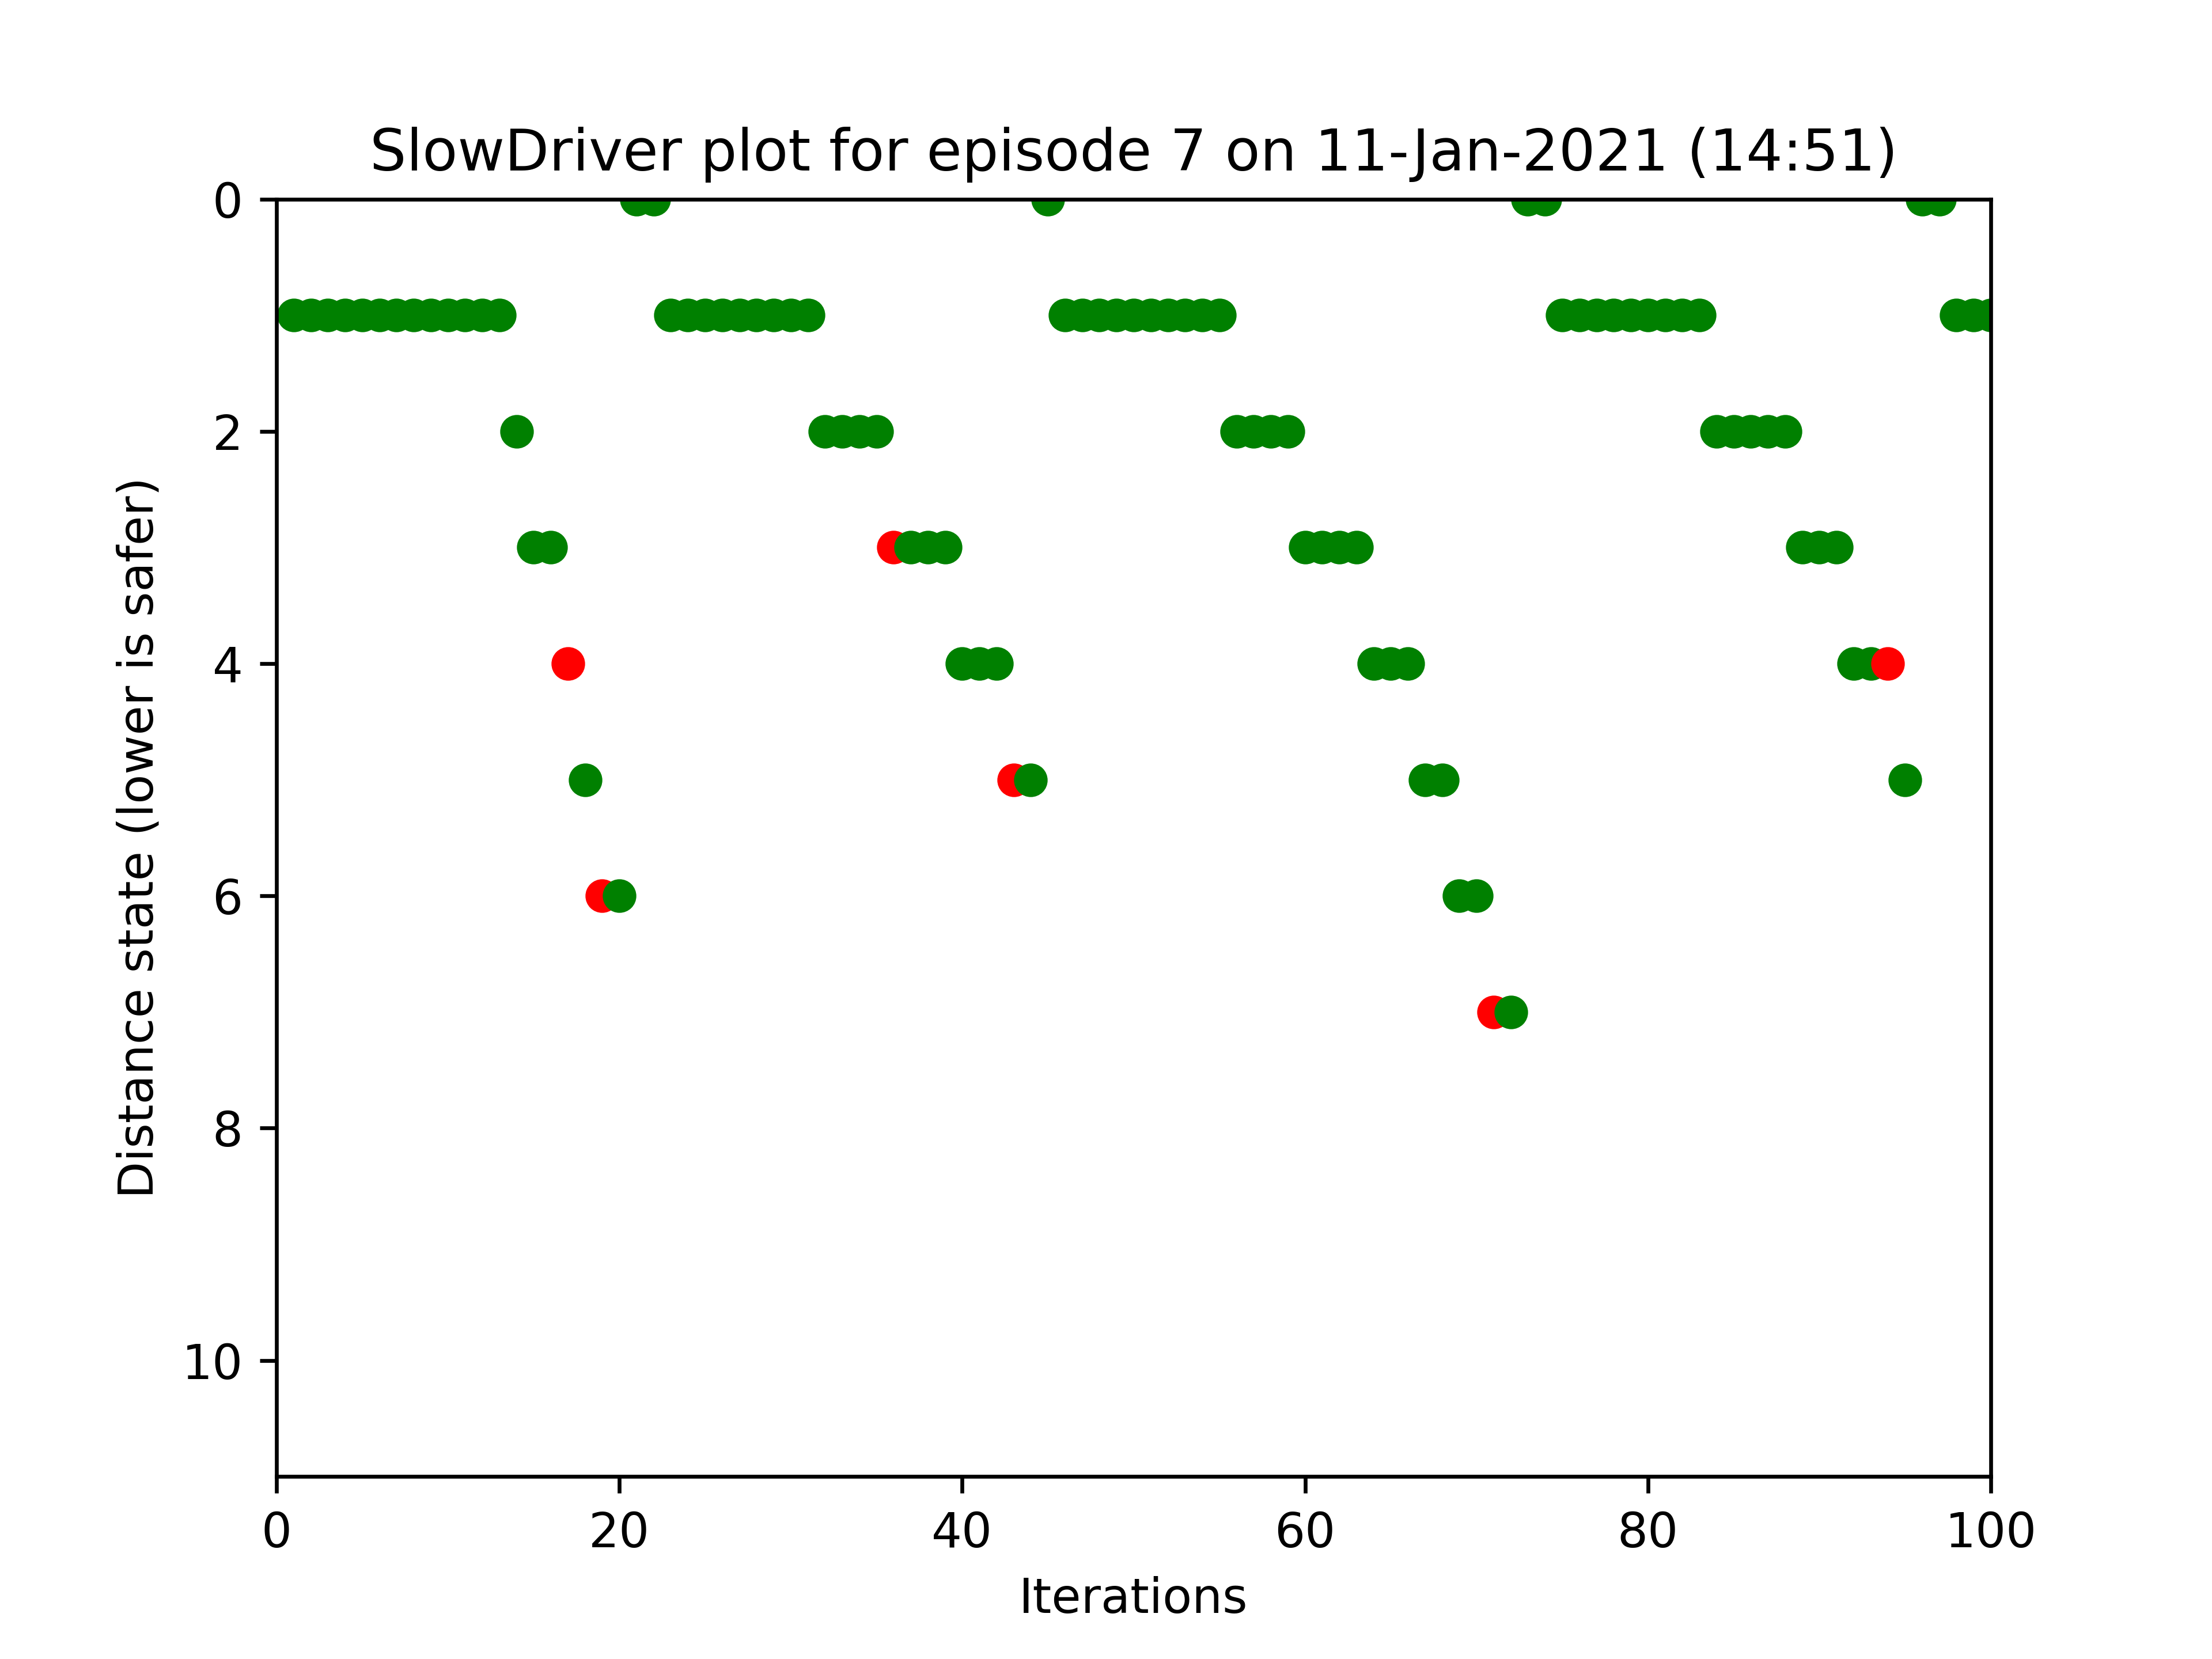 SlowDriver plot for episode 7 on 11-Jan-2021 (14:51)
0
2
4
6
8
10
Distance state (lower is safer)
0 20 40 60 80 100
Iterations